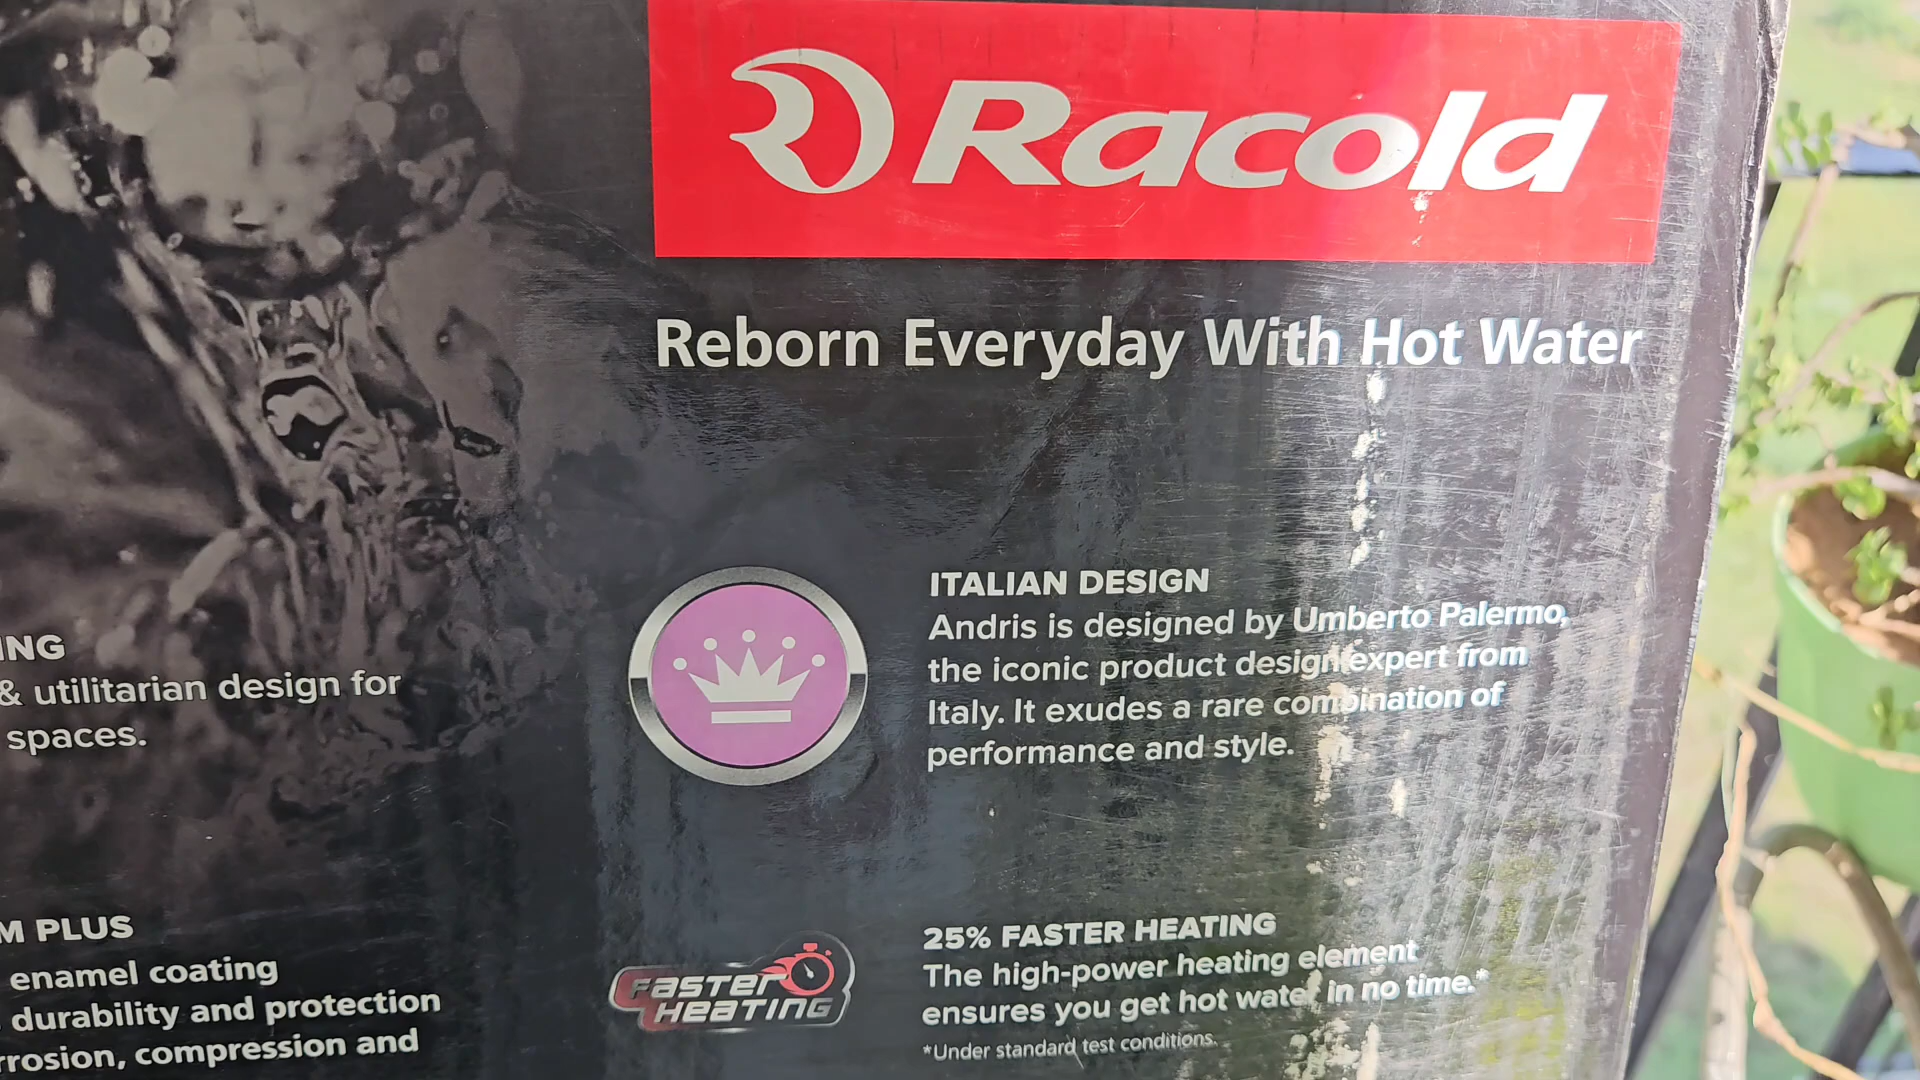 Racold
Reborn Everyday With Hot Water
ING
& utilitarian design for
spaces.
ITALIAN DESIGN
Andris is designed by Umberto Palermo,
the iconic product design expert from
Italy. It exudes a rare combination of
performance and style.
M PLUS
enamel coating
durability and protection
rrosion, compression and
FASTER
HEATING
25% FASTER HEATING
The high-power heating element
ensures you get hot water in no time.*
*Under standard test conditions.